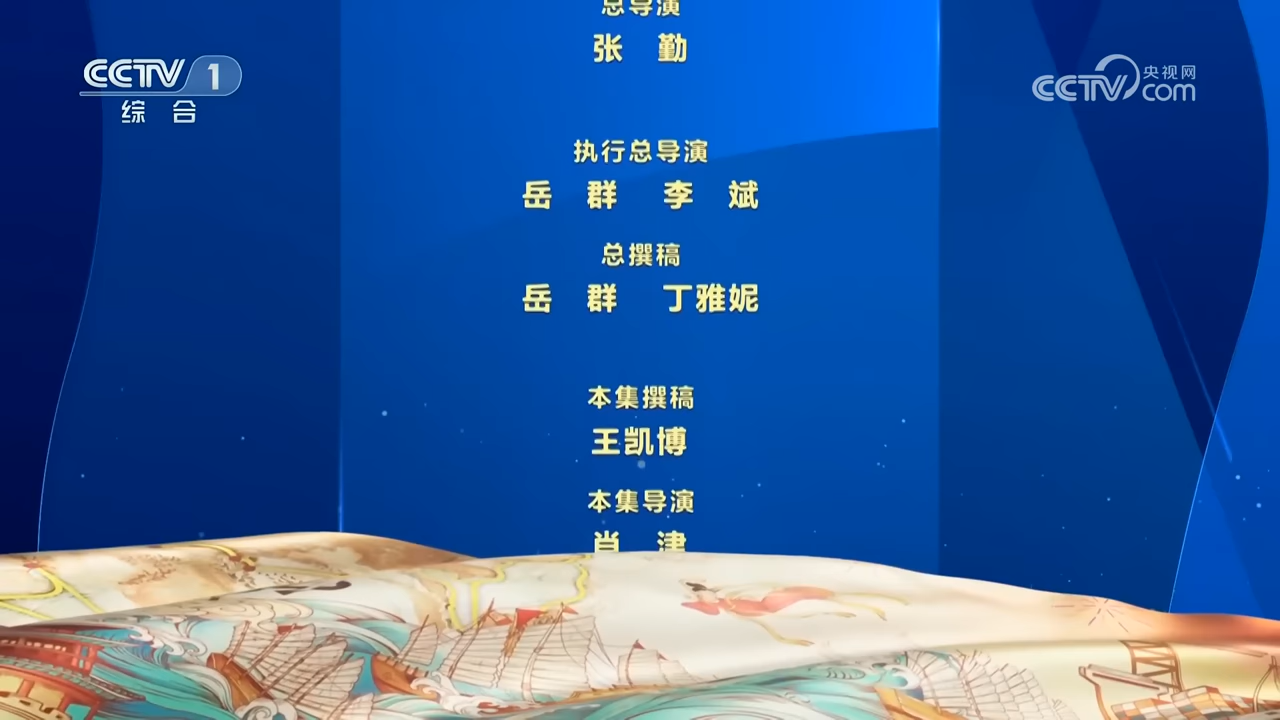 总导演
张 勤
CCTV 1
综 合
CCTV 央视网
com
执行总导演
岳 群 李 斌
总撰稿
岳 群 丁雅妮
本集撰稿
王凯博
本集导演
肖 津